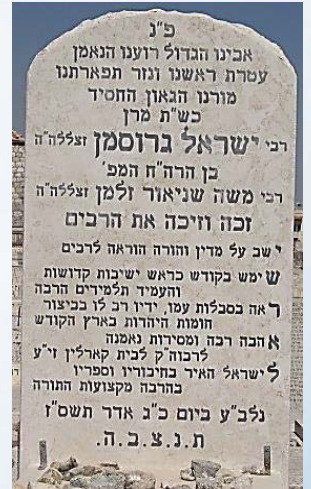 פ"נ
אבינו הגדול רוענו הנאמן
עטרת ראשנו ונזר תפארתנו
מורנו הגאון החסיד
כש"ת מרן
רבי ישראל גרוסמן זצללה"ה
בן הרה"ח המפ'
רבי משה שניאור זלמן זצללה"ה
זכה וזיכה את הרבים
ישב על מדין והורה הוראה לרבים
שימש בקודש כראש ישיבות קדושות
והעמיד תלמידים הרבה
ראה בסבלות עמו, ידיו רב לו בביצור
חומות היהדות בארץ הקודש
אהבה רבה ומסירות נאמנה
לרבוה"ק לבית קארלין זי"ע
לישראל האיר בחיבוריו וספריו
בהרבה מקצועות התורה
נלב"ע ביום כ"ג אדר תשס"ז
ת.נ.צ.ב.ה.